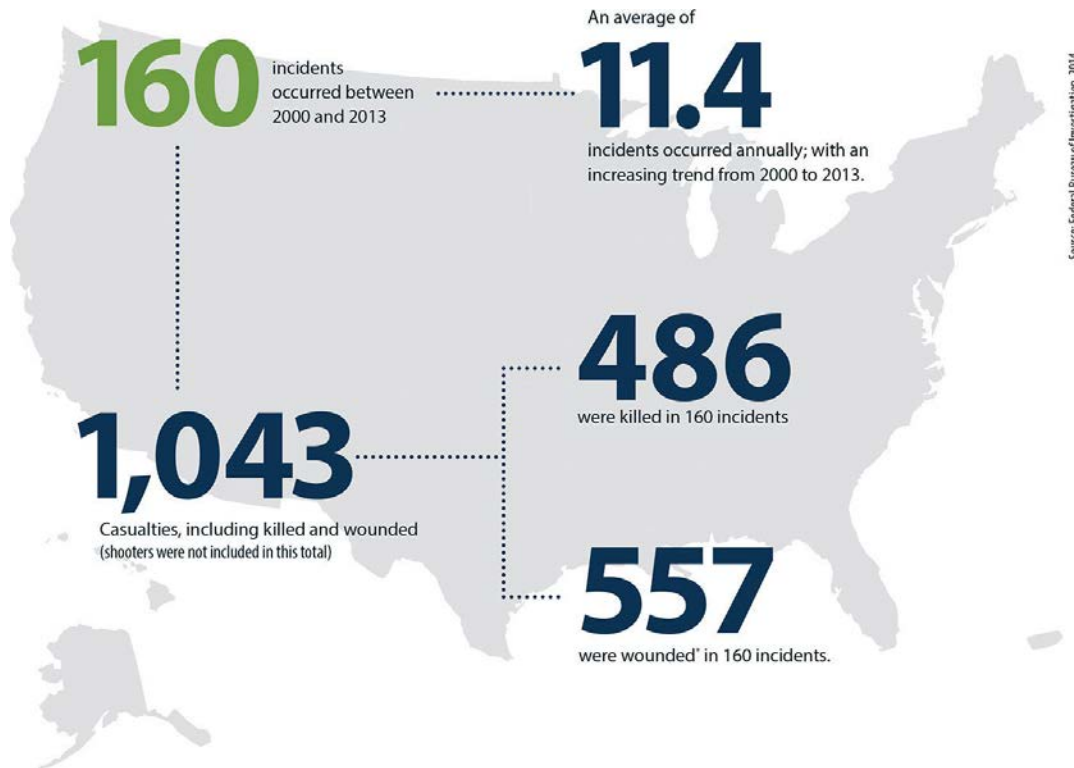 160
incidents
occurred between
2000 and 2013
An average of
11.4
incidents occurred annually; with an
increasing trend from 2000 to 2013.
1,043
Casualties, including killed and wounded
(shooters were not included in this total)
486
were killed in 160 incidents
557
were wounded* in 160 incidents.
Source: Federal Bureau of Investigation, 2014